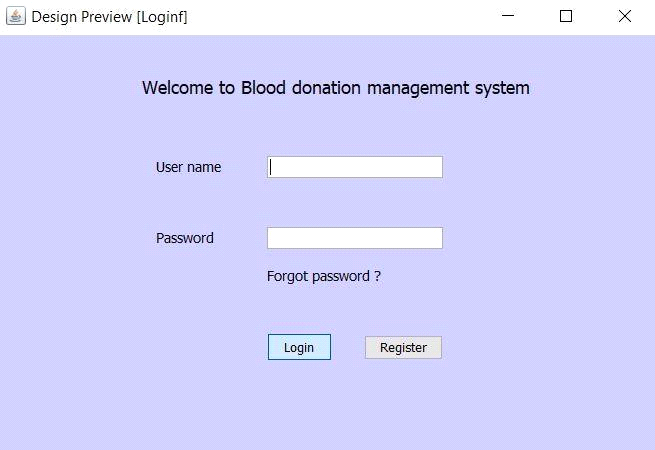 Design Preview [Loginf]
Welcome to Blood donation management system
User name
Password
Forgot password ?
Login Register